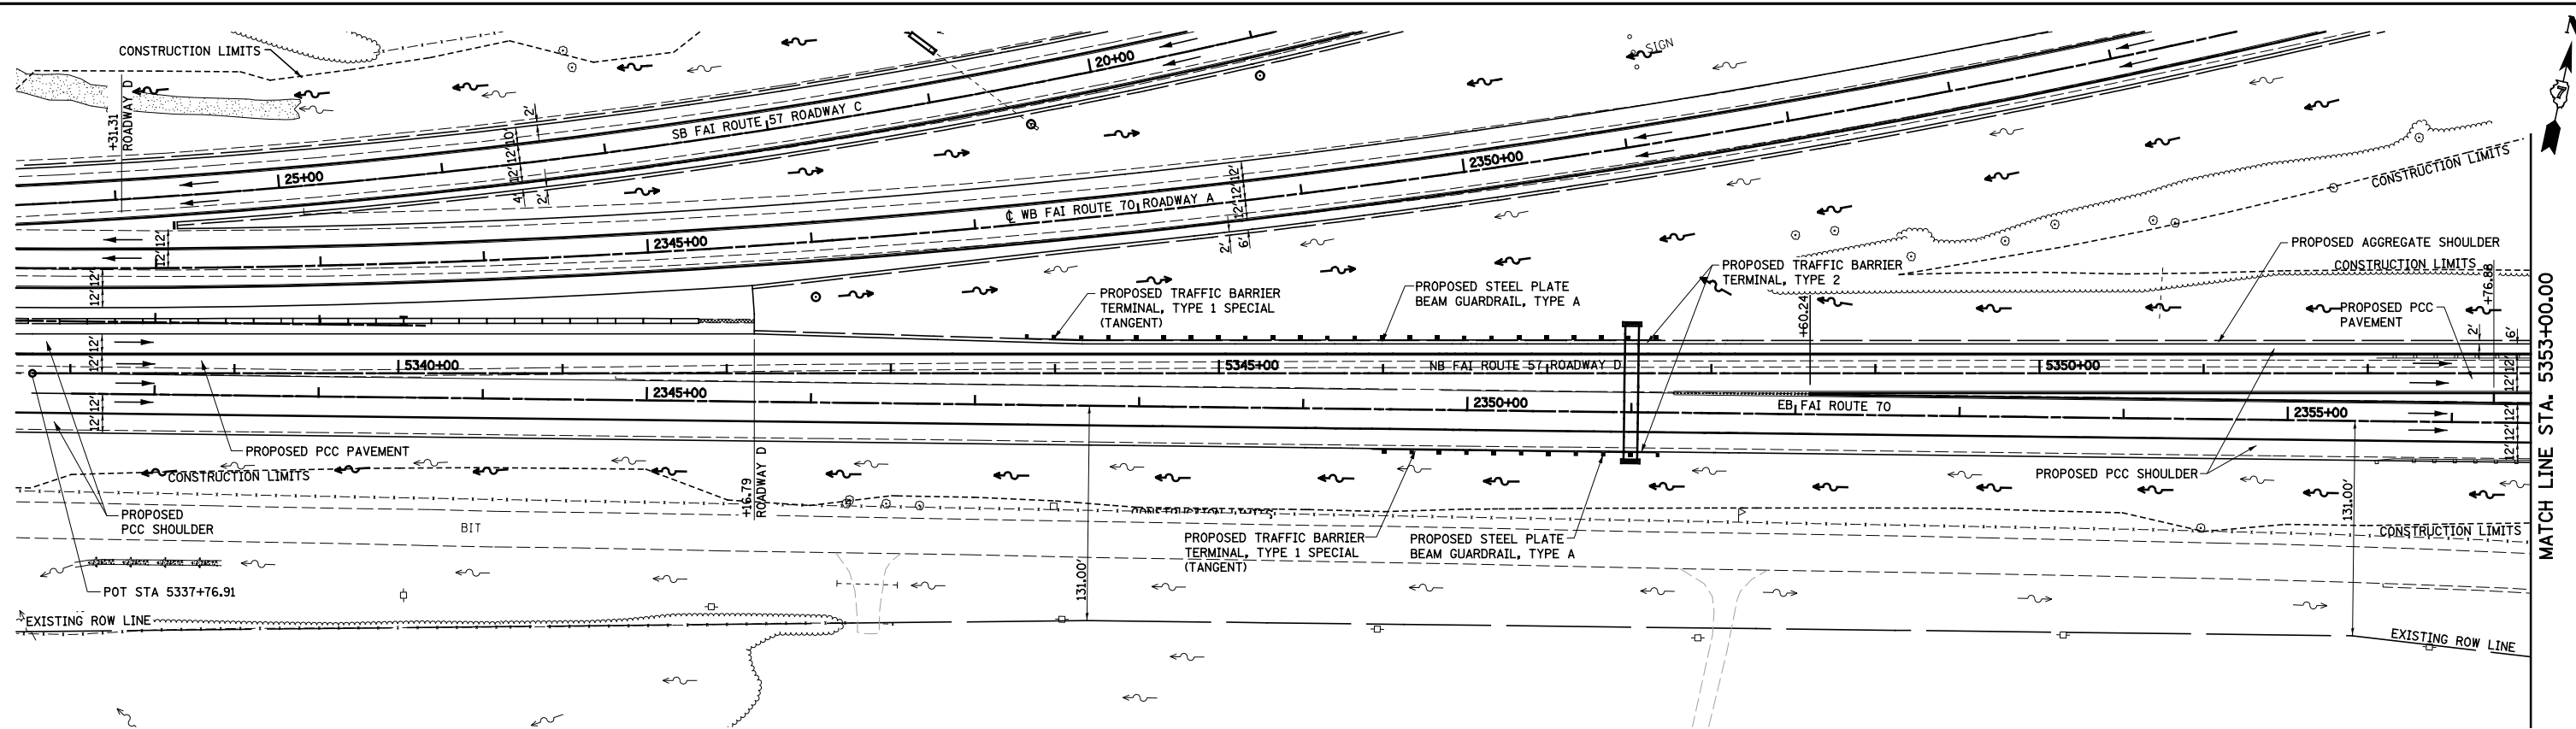 CONSTRUCTION LIMITS
SIGN
N
7
20+00
+31.31
ROADWAY D
2'
10'
12'
12'
4'
2'
SB FAI ROUTE 57 ROADWAY C
25+00
2350+00
12'
12'
12'
2'
6'
℄ WB FAI ROUTE 70 ROADWAY A
2345+00
12'
12'
12'
12'
CONSTRUCTION LIMITS
PROPOSED AGGREGATE SHOULDER
CONSTRUCTION LIMITS
PROPOSED TRAFFIC BARRIER
TERMINAL, TYPE 2
PROPOSED STEEL PLATE
BEAM GUARDRAIL, TYPE A
PROPOSED TRAFFIC BARRIER
TERMINAL, TYPE 1 SPECIAL
(TANGENT)
+76.88
+60.24
PROPOSED PCC
PAVEMENT
2'
6'
12'
12'
5340+00
5345+00
NB FAI ROUTE 57 ROADWAY D
5350+00
12'
12'
2345+00
2350+00
EB FAI ROUTE 70
2355+00
12'
12'
12'
12'
PROPOSED PCC PAVEMENT
CONSTRUCTION LIMITS
+16.79
ROADWAY D
PROPOSED PCC SHOULDER
131.00'
PROPOSED
PCC SHOULDER
BIT
CONSTRUCTION LIMITS
CONSTRUCTION LIMITS
PROPOSED TRAFFIC BARRIER
TERMINAL, TYPE 1 SPECIAL
(TANGENT)
PROPOSED STEEL PLATE
BEAM GUARDRAIL, TYPE A
131.00'
POT STA 5337+76.91
EXISTING ROW LINE
EXISTING ROW LINE
MATCH LINE STA. 5353+00.00